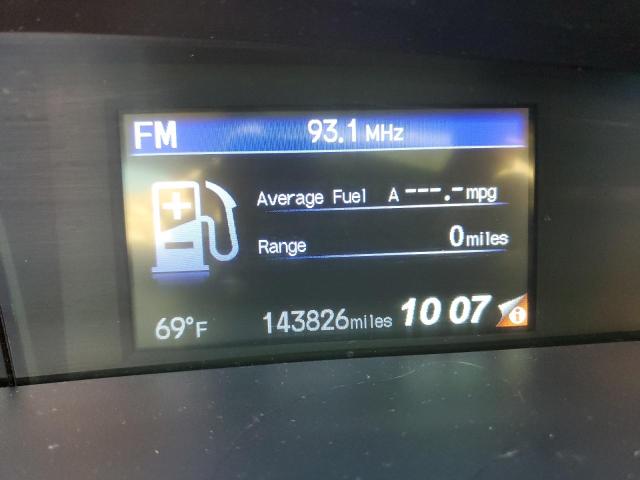 FM 93.1 MHz
Average Fuel A ---.- mpg
Range 0 miles
69°F 143826 miles 10 07 i